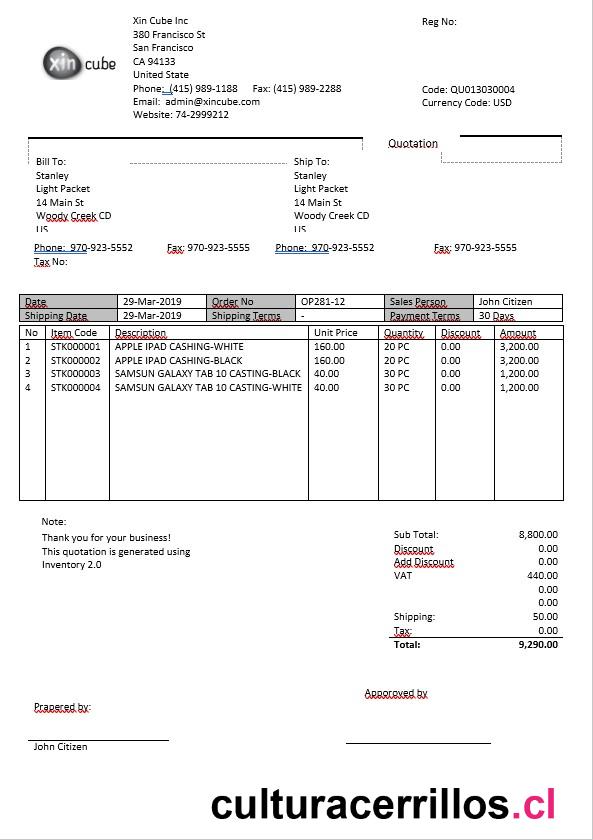 Xin Cube Inc
Reg No:
380 Francisco St
San Francisco
xin cube
CA 94133
United State
Phone: (415) 989-1188 Fax: (415) 989-2288
Code: QU013030004
Email: admin@xincube.com
Currency Code: USD
Website: 74-2999212
Quotation
Bill To: Ship To:
Stanley Stanley
Light Packet Light Packet
14 Main St 14 Main St
Woody Creek CD Woody Creek CD
US US
Phone: 970-923-5552 Fax: 970-923-5555 Phone: 970-923-5552 Fax: 970-923-5555
Tax No:
Date 29-Mar-2019 Order No OP281-12 Sales Person John Citizen
Shipping Date 29-Mar-2019 Shipping Terms - Payment Terms 30 Days
No Item Code Description Unit Price Quantity Discount Amount
1 STK000001 APPLE IPAD CASHING-WHITE 160.00 20 PC 0.00 3,200.00
2 STK000002 APPLE IPAD CASHING-BLACK 160.00 20 PC 0.00 3,200.00
3 STK000003 SAMSUN GALAXY TAB 10 CASTING-BLACK 40.00 30 PC 0.00 1,200.00
4 STK000004 SAMSUN GALAXY TAB 10 CASTING-WHITE 40.00 30 PC 0.00 1,200.00
Note:
Thank you for your business!
This quotation is generated using
Inventory 2.0
Sub Total: 8,800.00
Discount 0.00
Add Discount 0.00
VAT 440.00
0.00
0.00
Shipping: 50.00
Tax: 0.00
Total: 9,290.00
Apporoved by
Prapered by:
John Citizen
culturacerrillos.cl